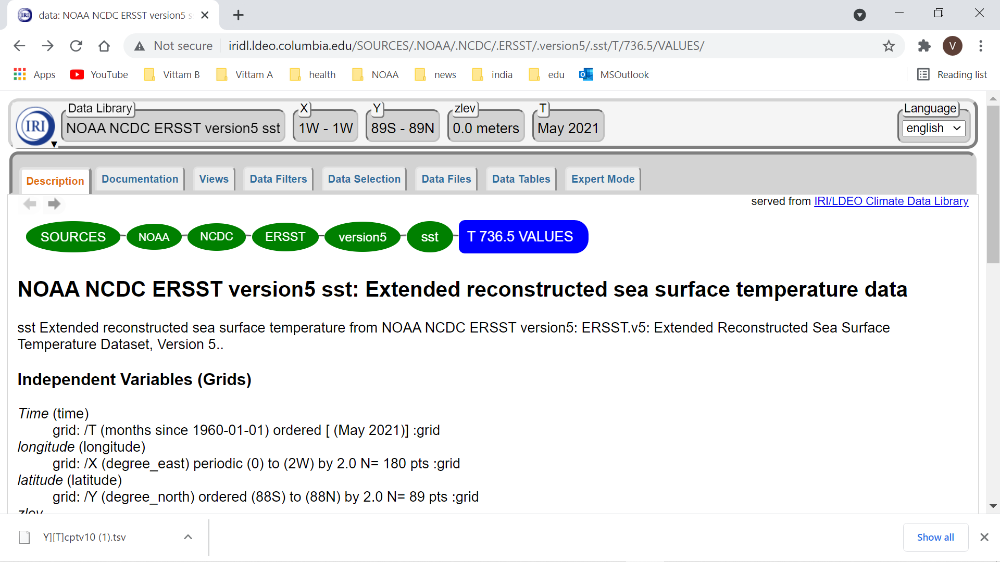 data: NOAA NCDC ERSST version5 s
Not secure
iridl.ldeo.columbia.edu/SOURCES/.NOAA/.NCDC/.ERSST/.version5/.sst/T/736.5/VALUES/
V
Apps YouTube Vittam B Vittam A health NOAA news india edu MSOutlook Reading list
IRI
Data Library X Y zlev T Language
NOAA NCDC ERSST version5 sst 1W - 1W 89S - 89N 0.0 meters May 2021 english
Description Documentation Views Data Filters Data Selection Data Files Data Tables Expert Mode
served from IRI/LDEO Climate Data Library
SOURCES NOAA NCDC ERSST version5 sst T 736.5 VALUES
NOAA NCDC ERSST version5 sst: Extended reconstructed sea surface temperature data
sst Extended reconstructed sea surface temperature from NOAA NCDC ERSST version5: ERSST.v5: Extended Reconstructed Sea Surface
Temperature Dataset, Version 5..
Independent Variables (Grids)
Time (time)
grid: /T (months since 1960-01-01) ordered [ (May 2021)] :grid
longitude (longitude)
grid: /X (degree_east) periodic (0) to (2W) by 2.0 N= 180 pts :grid
latitude (latitude)
grid: /Y (degree_north) ordered (88S) to (88N) by 2.0 N= 89 pts :grid
zlev
Y][T]cptv10 (1).tsv
Show all